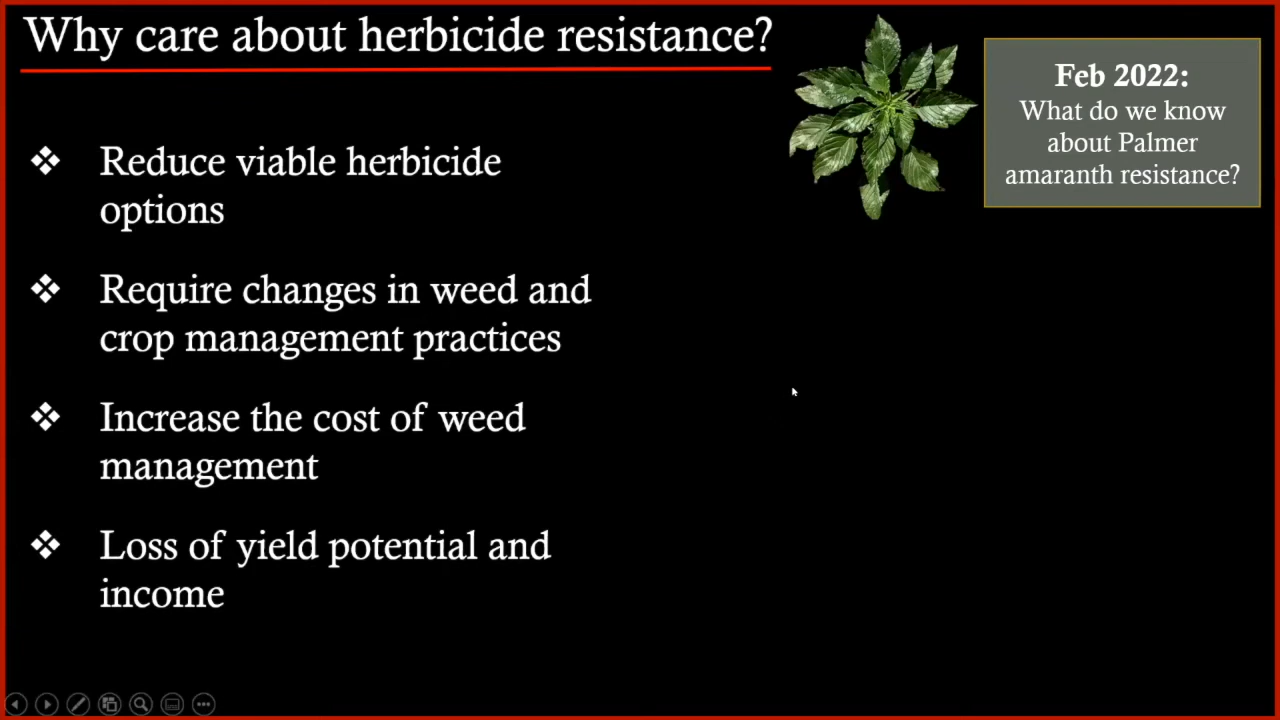 Why care about herbicide resistance?
Feb 2022:
What do we know
about Palmer
amaranth resistance?
❖ Reduce viable herbicide
options
❖ Require changes in weed and
crop management practices
❖ Increase the cost of weed
management
❖ Loss of yield potential and
income